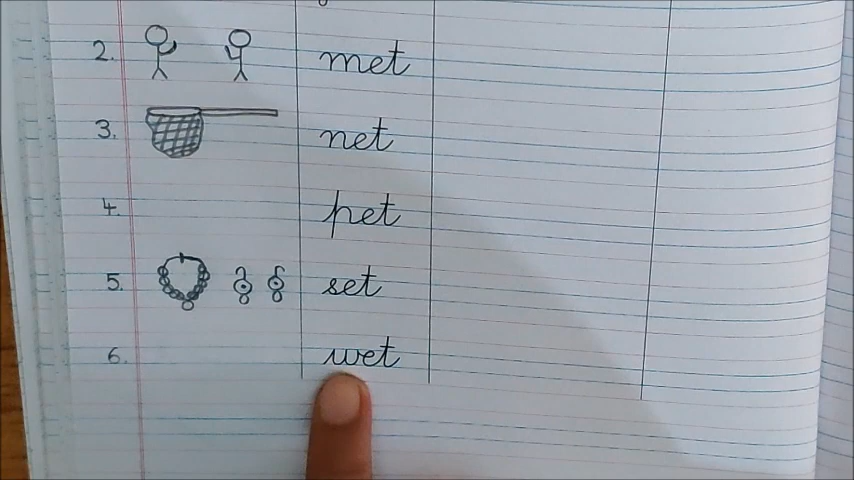 2. met
3. net
4. pet
5. set
6. wet